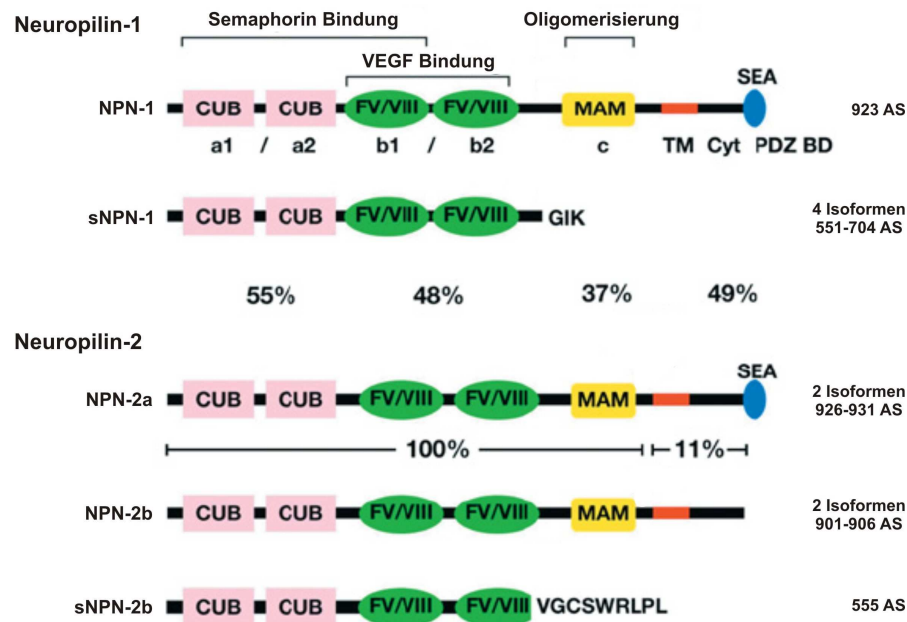 Neuropilin-1
Semaphorin Bindung
Oligomerisierung
VEGF Bindung
SEA
NPN-1 CUB CUB FV/VIII FV/VIII MAM 923 AS
a1 / a2 b1 / b2 c TM Cyt PDZ BD
sNPN-1 CUB CUB FV/VIII FV/VIII GIK 4 Isoformen
551-704 AS
55% 48% 37% 49%
Neuropilin-2
SEA
NPN-2a CUB CUB FV/VIII FV/VIII MAM 2 Isoformen
926-931 AS
100% 11%
NPN-2b CUB CUB FV/VIII FV/VIII MAM 2 Isoformen
901-906 AS
sNPN-2b CUB CUB FV/VIII FV/VIII VGCSWRLPL 555 AS